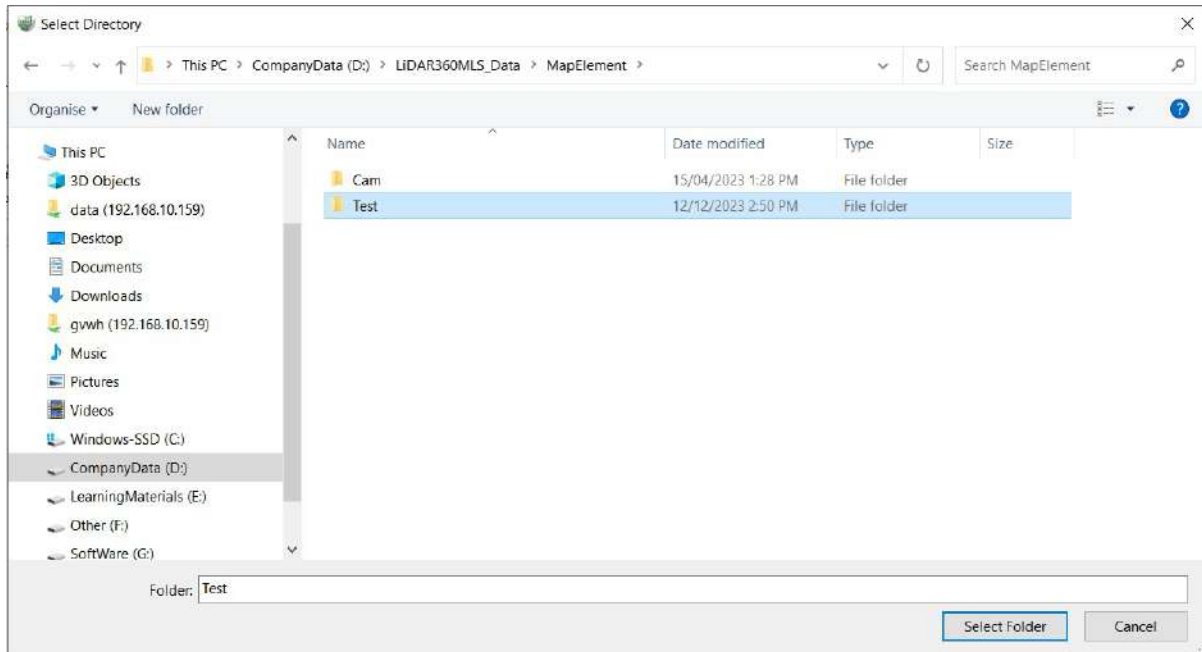 Select Directory
This PC > CompanyData (D:) > LiDAR360MLS_Data > MapElement >
Search MapElement
Organise
New folder
Name
Date modified
Type
Size
Cam
15/04/2023 1:28 PM
File folder
Test
12/12/2023 2:50 PM
File folder
This PC
3D Objects
data (192.168.10.159)
Desktop
Documents
Downloads
gvwh (192.168.10.159)
Music
Pictures
Videos
Windows-SSD (C:)
CompanyData (D:)
LearningMaterials (E:)
Other (F:)
SoftWare (G:)
Folder: Test
Select Folder
Cancel